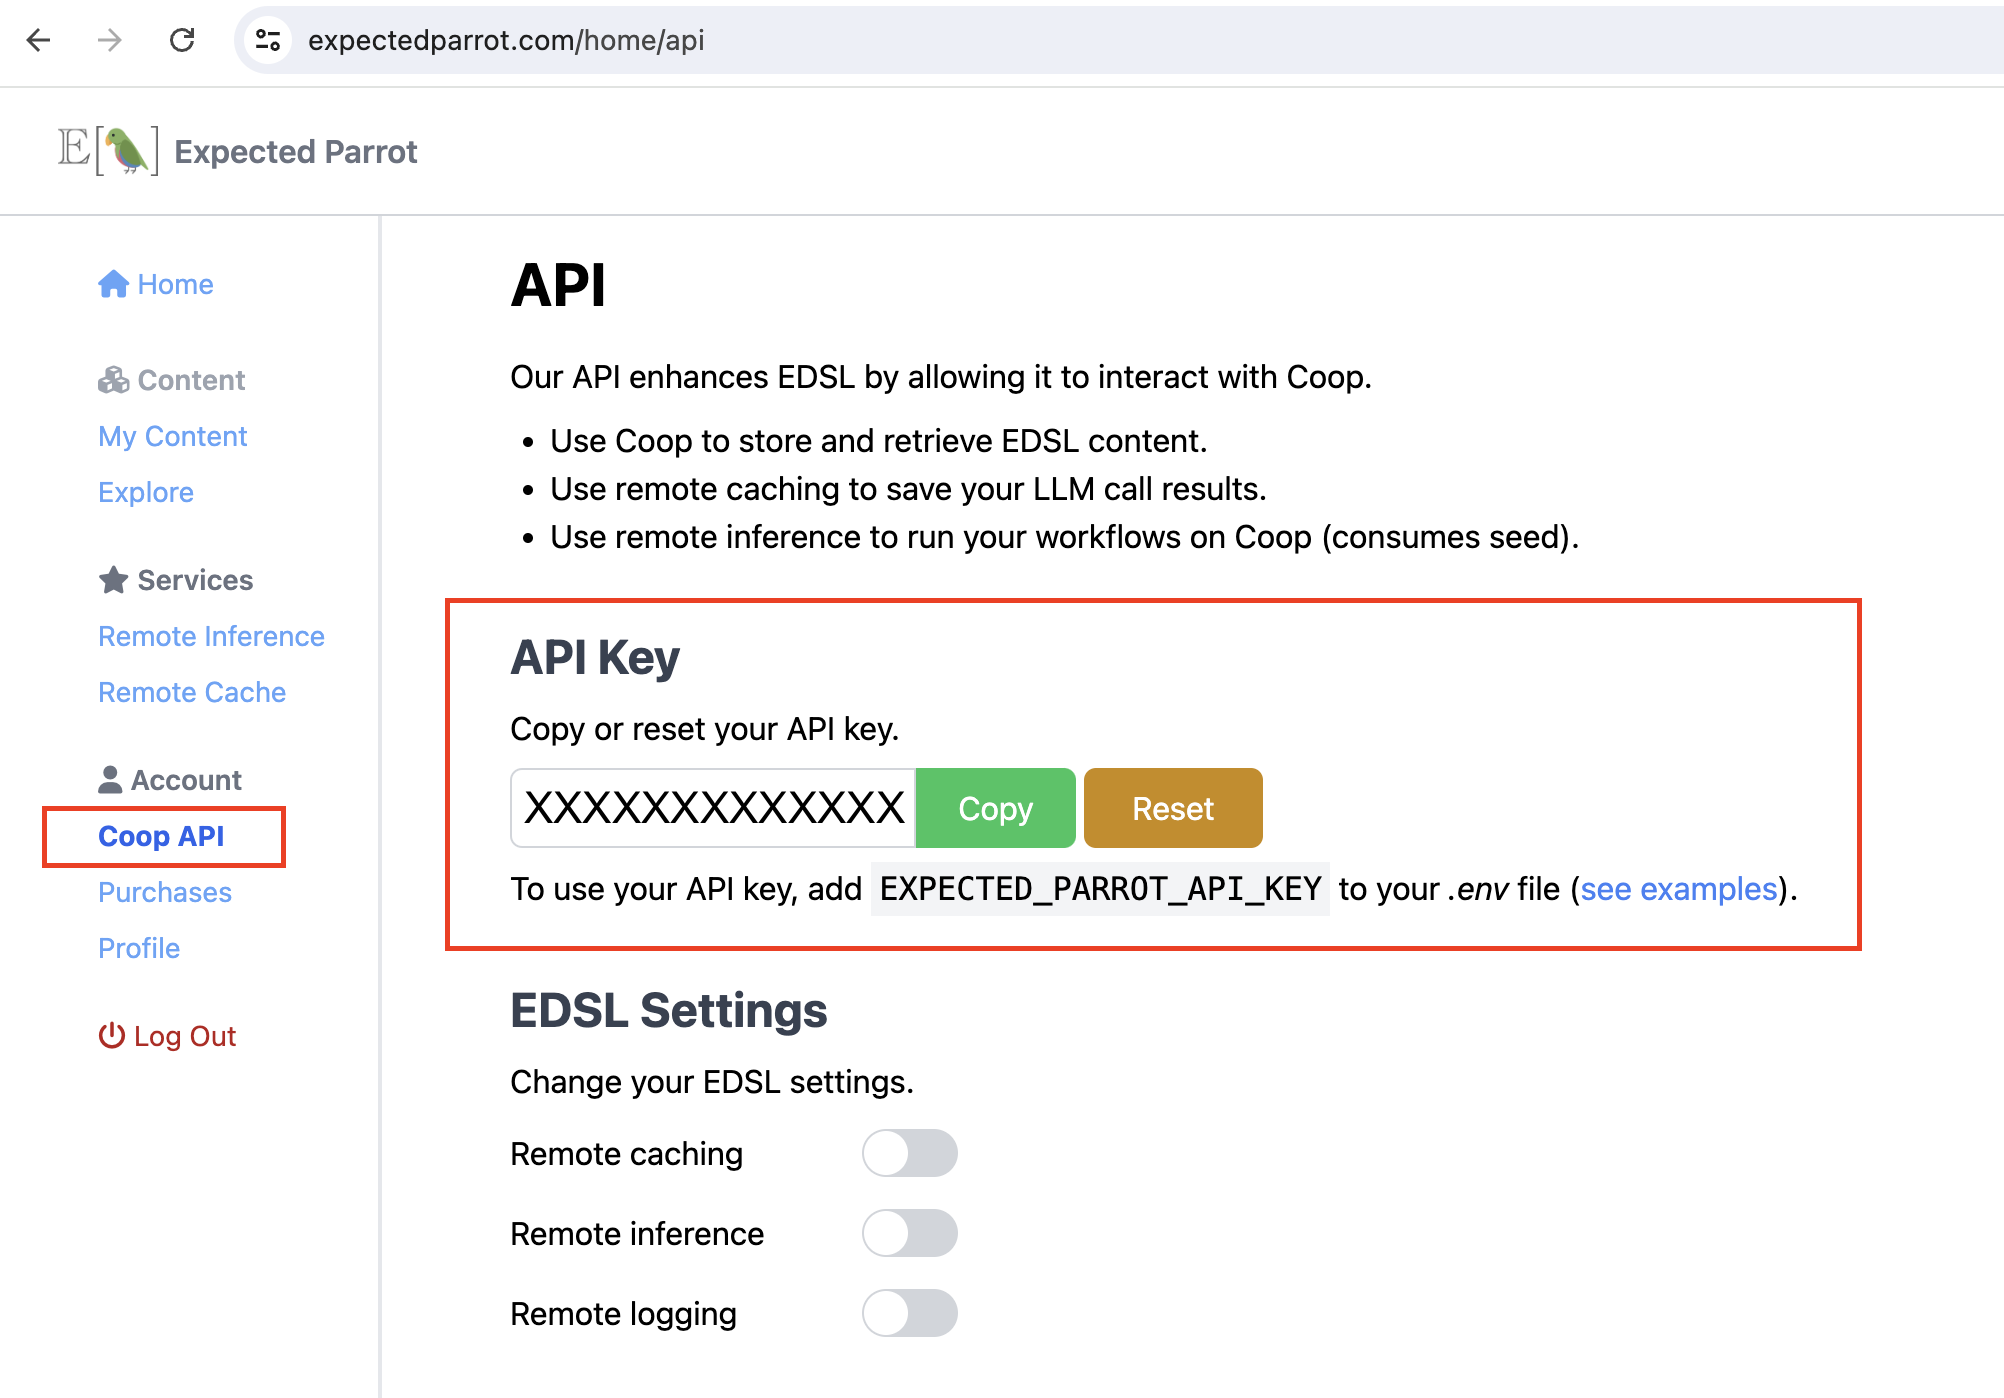 expectedparrot.com/home/api
E[ ] Expected Parrot
Home
Content
My Content
Explore
Services
Remote Inference
Remote Cache
Account
Coop API
Purchases
Profile
Log Out
API
Our API enhances EDSL by allowing it to interact with Coop.
• Use Coop to store and retrieve EDSL content.
• Use remote caching to save your LLM call results.
• Use remote inference to run your workflows on Coop (consumes seed).
API Key
Copy or reset your API key.
XXXXXXXXXXXXX Copy Reset
To use your API key, add EXPECTED_PARROT_API_KEY to your .env file (see examples).
EDSL Settings
Change your EDSL settings.
Remote caching
Remote inference
Remote logging